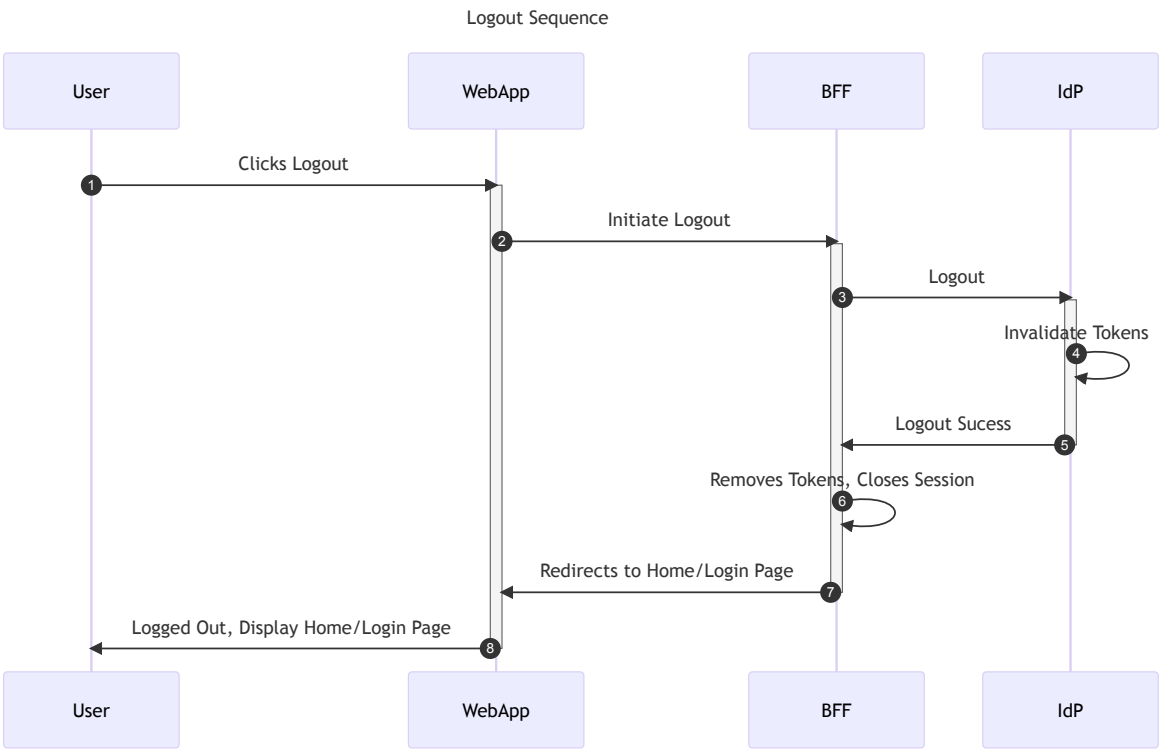 Logout Sequence
User WebApp BFF IdP
Clicks Logout
1
Initiate Logout
2
Logout
3
Invalidate Tokens
4
Logout Sucess
5
Removes Tokens, Closes Session
6
Redirects to Home/Login Page
7
Logged Out, Display Home/Login Page
8
User WebApp BFF IdP